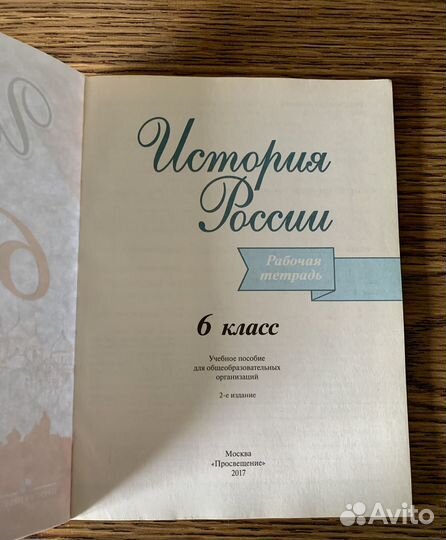 История
России
Рабочая
тетрадь
6 класс
Учебное пособие
для общеобразовательных
организаций
2-е издание
Москва
«Просвещение»
2017
Avito